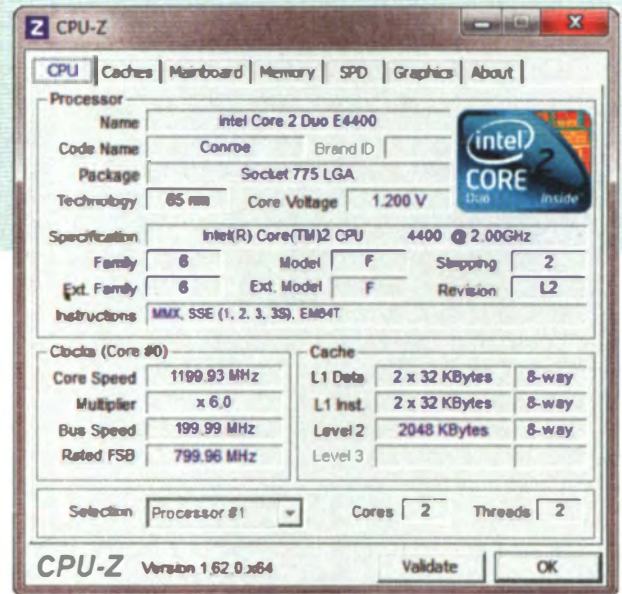 CPU-Z
CPU Caches Mainboard Memory SPD Graphics About
Processor
Name Intel Core 2 Duo E4400
Code Name Conroe Brand ID
Package Socket 775 LGA
Technology 65 nm Core Voltage 1.200 V
intel
CORE 2
Duo inside
Specification Intel(R) Core(TM)2 CPU 4400 @ 2.00GHz
Family 6 Model F Stepping 2
Ext. Family 6 Ext. Model F Revision L2
Instructions MMX, SSE (1, 2, 3, 3S), EM64T
Clocks (Core #0)
Core Speed 1199.93 MHz
Multiplier x 6.0
Bus Speed 199.99 MHz
Rated FSB 799.96 MHz
Cache
L1 Data 2 x 32 KBytes 8-way
L1 Inst. 2 x 32 KBytes 8-way
Level 2 2048 KBytes 8-way
Level 3
Selection Processor #1 Cores 2 Threads 2
CPU-Z Version 1.62.0.x64 Validate OK